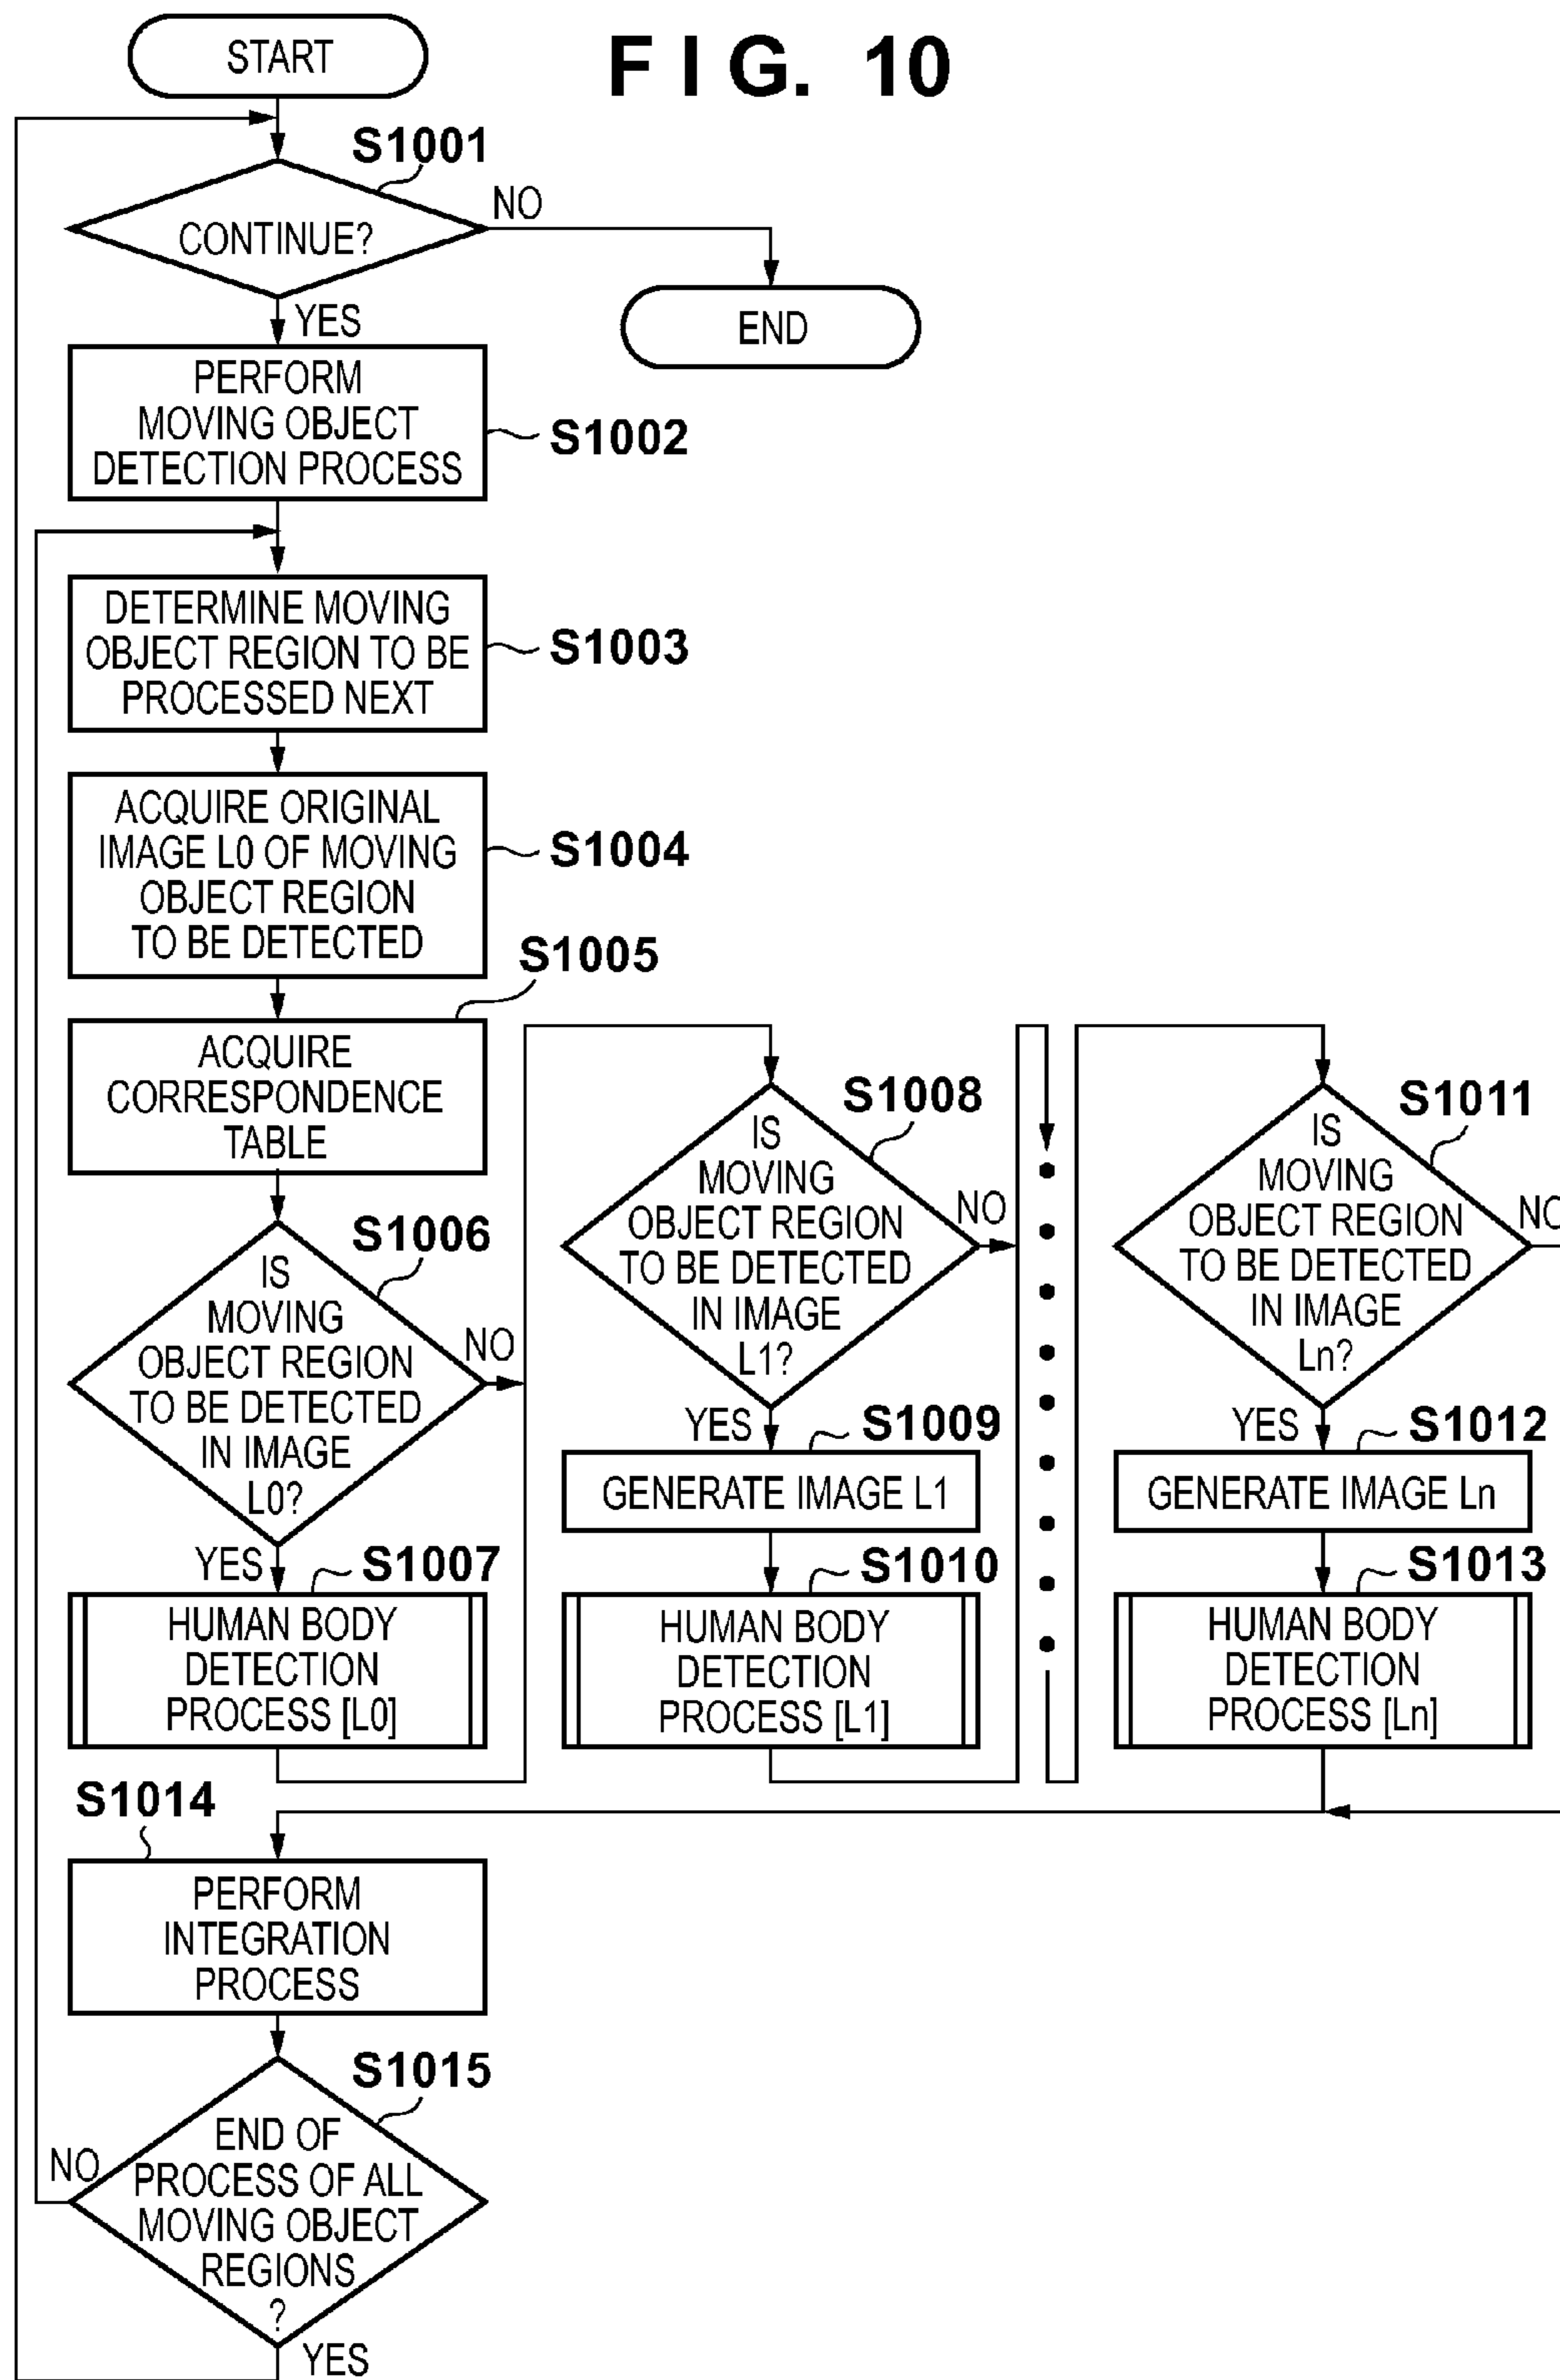 START
F I G. 10
S1001
CONTINUE?
NO
END
YES
PERFORM
MOVING OBJECT
DETECTION PROCESS
S1002
DETERMINE MOVING
OBJECT REGION TO BE
PROCESSED NEXT
S1003
ACQUIRE ORIGINAL
IMAGE L0 OF MOVING
OBJECT REGION
TO BE DETECTED
S1004
S1005
ACQUIRE
CORRESPONDENCE
TABLE
S1006
IS
MOVING
OBJECT REGION
TO BE DETECTED
IN IMAGE
L0?
NO
YES
S1007
HUMAN BODY
DETECTION
PROCESS [L0]
S1008
IS
MOVING
OBJECT REGION
TO BE DETECTED
IN IMAGE
L1?
NO
YES
S1009
GENERATE IMAGE L1
S1010
HUMAN BODY
DETECTION
PROCESS [L1]
S1011
IS
MOVING
OBJECT REGION
TO BE DETECTED
IN IMAGE
Ln?
NO
YES
S1012
GENERATE IMAGE Ln
S1013
HUMAN BODY
DETECTION
PROCESS [Ln]
S1014
PERFORM
INTEGRATION
PROCESS
S1015
END OF
PROCESS OF ALL
MOVING OBJECT
REGIONS
?
NO
YES